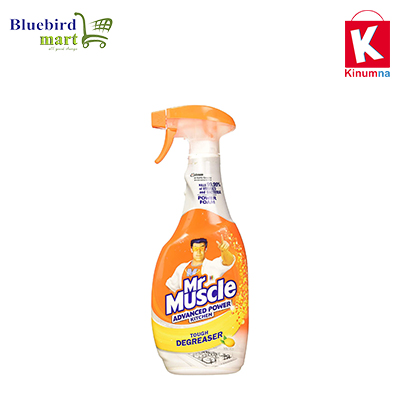 Bluebird
mart
K
Kinumna
POWER
FOAM
Mr
Muscle
ADVANCED POWER
KITCHEN
TOUGH
DEGREASER